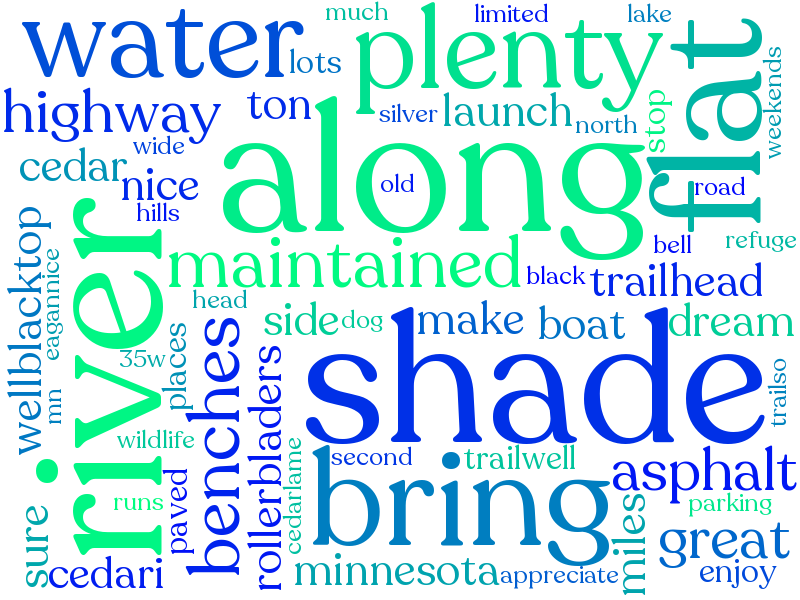 much
limited
lake
water
plenty
flat
lots
weekends
highway
ton
silver
launch
north
stop
wide
along
cedar
nice
old
road
hills
river
wellblacktop
eagannice
maintained
bell
refuge
black
trailhead
head
side
dog
make
boat
dream
shade
benches
35w
places
rollerbladers
trailso
mn
wildlife
cedarlame
second
trailwell
bring
asphalt
paved
runs
parking
miles
sure
great
cedari
minnesota
appreciate
enjoy